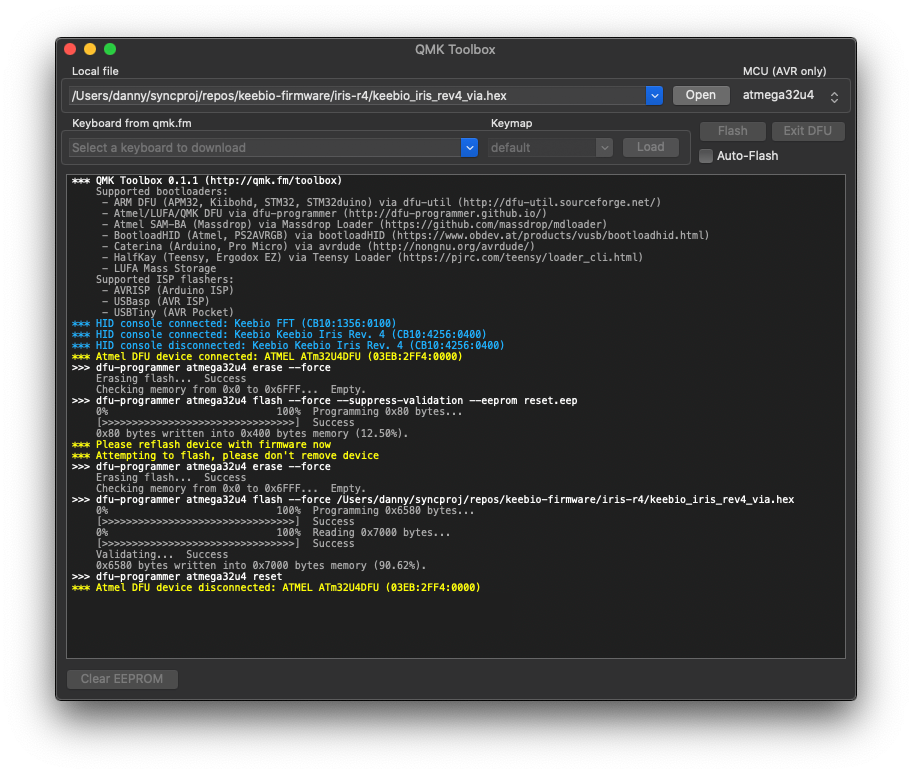 QMK Toolbox
Local file
MCU (AVR only)
/Users/danny/syncproj/repos/keebio-firmware/iris-r4/keebio_iris_rev4_via.hex
Open
atmega32u4
Keyboard from qmk.fm
Keymap
Flash
Exit DFU
Select a keyboard to download
default
Load
Auto-Flash
*** QMK Toolbox 0.1.1 (http://qmk.fm/toolbox)
Supported bootloaders:
- ARM DFU (APM32, Kiibohd, STM32, STM32duino) via dfu-util (http://dfu-util.sourceforge.net/)
- Atmel/LUFA/QMK DFU via dfu-programmer (http://dfu-programmer.github.io/)
- Atmel SAM-BA (Massdrop) via Massdrop Loader (https://github.com/massdrop/mdloader)
- BootloadHID (Atmel, PS2AVRGB) via bootloadHID (https://www.obdev.at/products/vusb/bootloadhid.html)
- Caterina (Arduino, Pro Micro) via avrdude (http://nongnu.org/avrdude/)
- HalfKay (Teensy, Ergodox EZ) via Teensy Loader (https://pjrc.com/teensy/loader_cli.html)
- LUFA Mass Storage
Supported ISP flashers:
- AVRISP (Arduino ISP)
- USBasp (AVR ISP)
- USBTiny (AVR Pocket)
*** HID console connected: Keebio FFT (CB10:1356:0100)
*** HID console connected: Keebio Keebio Iris Rev. 4 (CB10:4256:0400)
*** HID console disconnected: Keebio Keebio Iris Rev. 4 (CB10:4256:0400)
*** Atmel DFU device connected: ATMEL ATm32U4DFU (03EB:2FF4:0000)
>>> dfu-programmer atmega32u4 erase --force
Erasing flash... Success
Checking memory from 0x0 to 0x6FFF... Empty.
>>> dfu-programmer atmega32u4 flash --force --suppress-validation --eeprom reset.eep
0% 100% Programming 0x80 bytes...
[>>>>>>>>>>>>>>>>>>>>>>>>>>>>>>>>] Success
0x80 bytes written into 0x400 bytes memory (12.50%).
*** Please reflash device with firmware now
*** Attempting to flash, please don't remove device
>>> dfu-programmer atmega32u4 erase --force
Erasing flash... Success
Checking memory from 0x0 to 0x6FFF... Empty.
>>> dfu-programmer atmega32u4 flash --force /Users/danny/syncproj/repos/keebio-firmware/iris-r4/keebio_iris_rev4_via.hex
0% 100% Programming 0x6580 bytes...
[>>>>>>>>>>>>>>>>>>>>>>>>>>>>>>>>] Success
0% 100% Reading 0x7000 bytes...
[>>>>>>>>>>>>>>>>>>>>>>>>>>>>>>>>] Success
Validating... Success
0x6580 bytes written into 0x7000 bytes memory (90.62%).
>>> dfu-programmer atmega32u4 reset
*** Atmel DFU device disconnected: ATMEL ATm32U4DFU (03EB:2FF4:0000)
Clear EEPROM